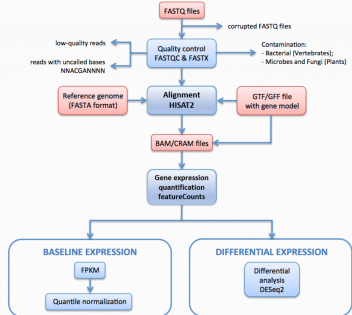 FASTQ files
corrupted FASTQ files
low-quality reads
reads with uncalled bases
NNACGANNNN
Quality control
FASTQC & FASTX
Contamination:
- Bacterial (Vertebrates);
- Microbes and Fungi (Plants)
Reference genome
(FASTA format)
Alignment
HISAT2
GTF/GFF file
with gene model
BAM/CRAM files
Gene expression
quantification
featureCounts
BASELINE EXPRESSION
FPKM
Quantile normalization
DIFFERENTIAL EXPRESSION
Differential
analysis
DESeq2